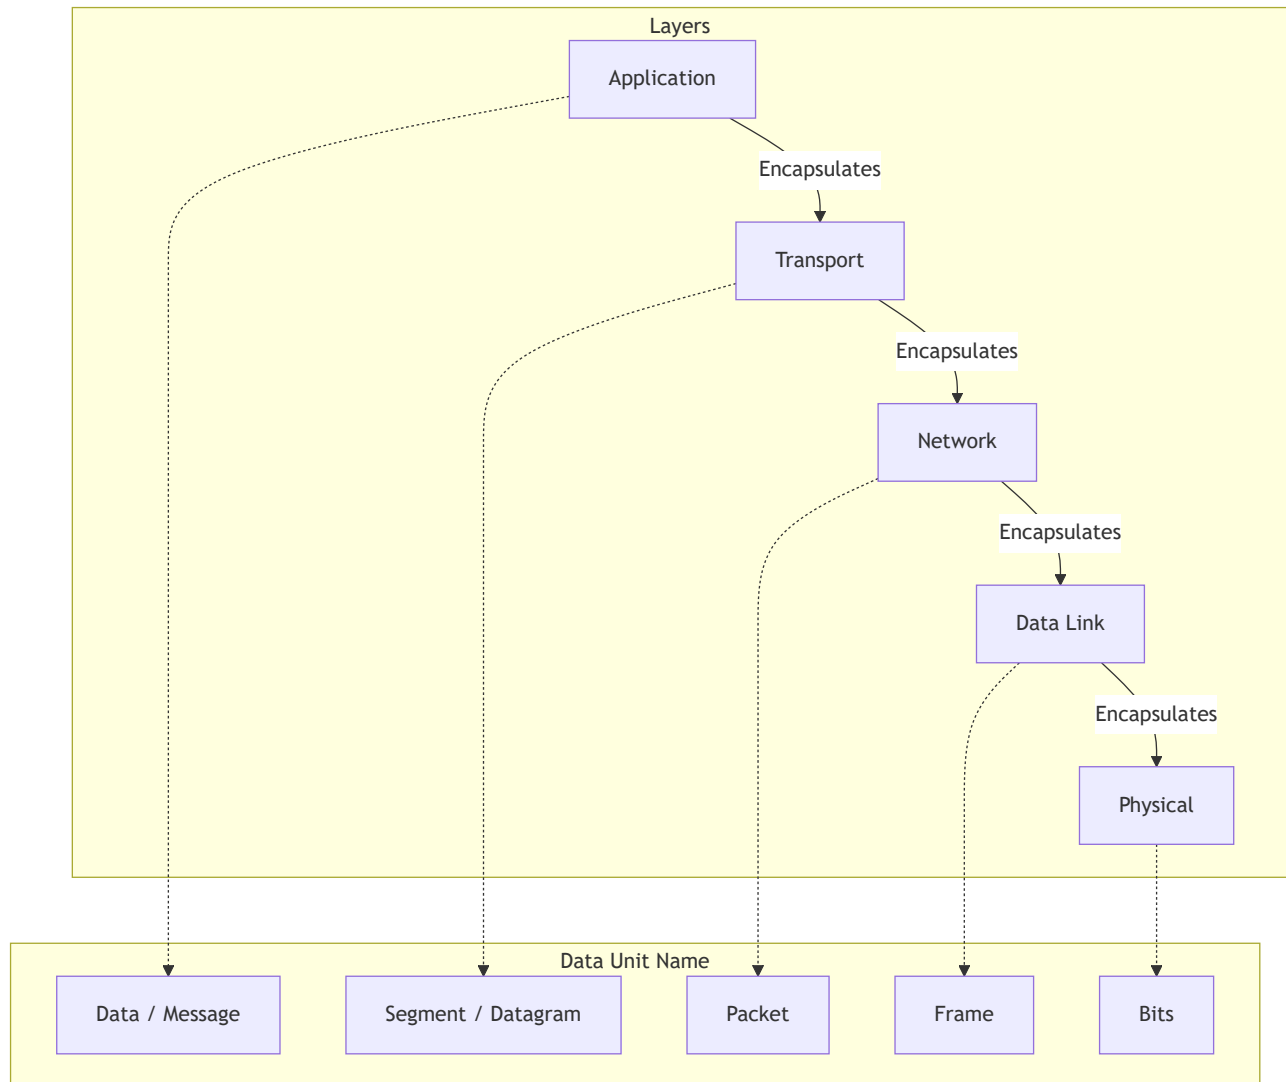 Layers
Application
Encapsulates
Transport
Encapsulates
Network
Encapsulates
Data Link
Encapsulates
Physical
Data Unit Name
Data / Message
Segment / Datagram
Packet
Frame
Bits